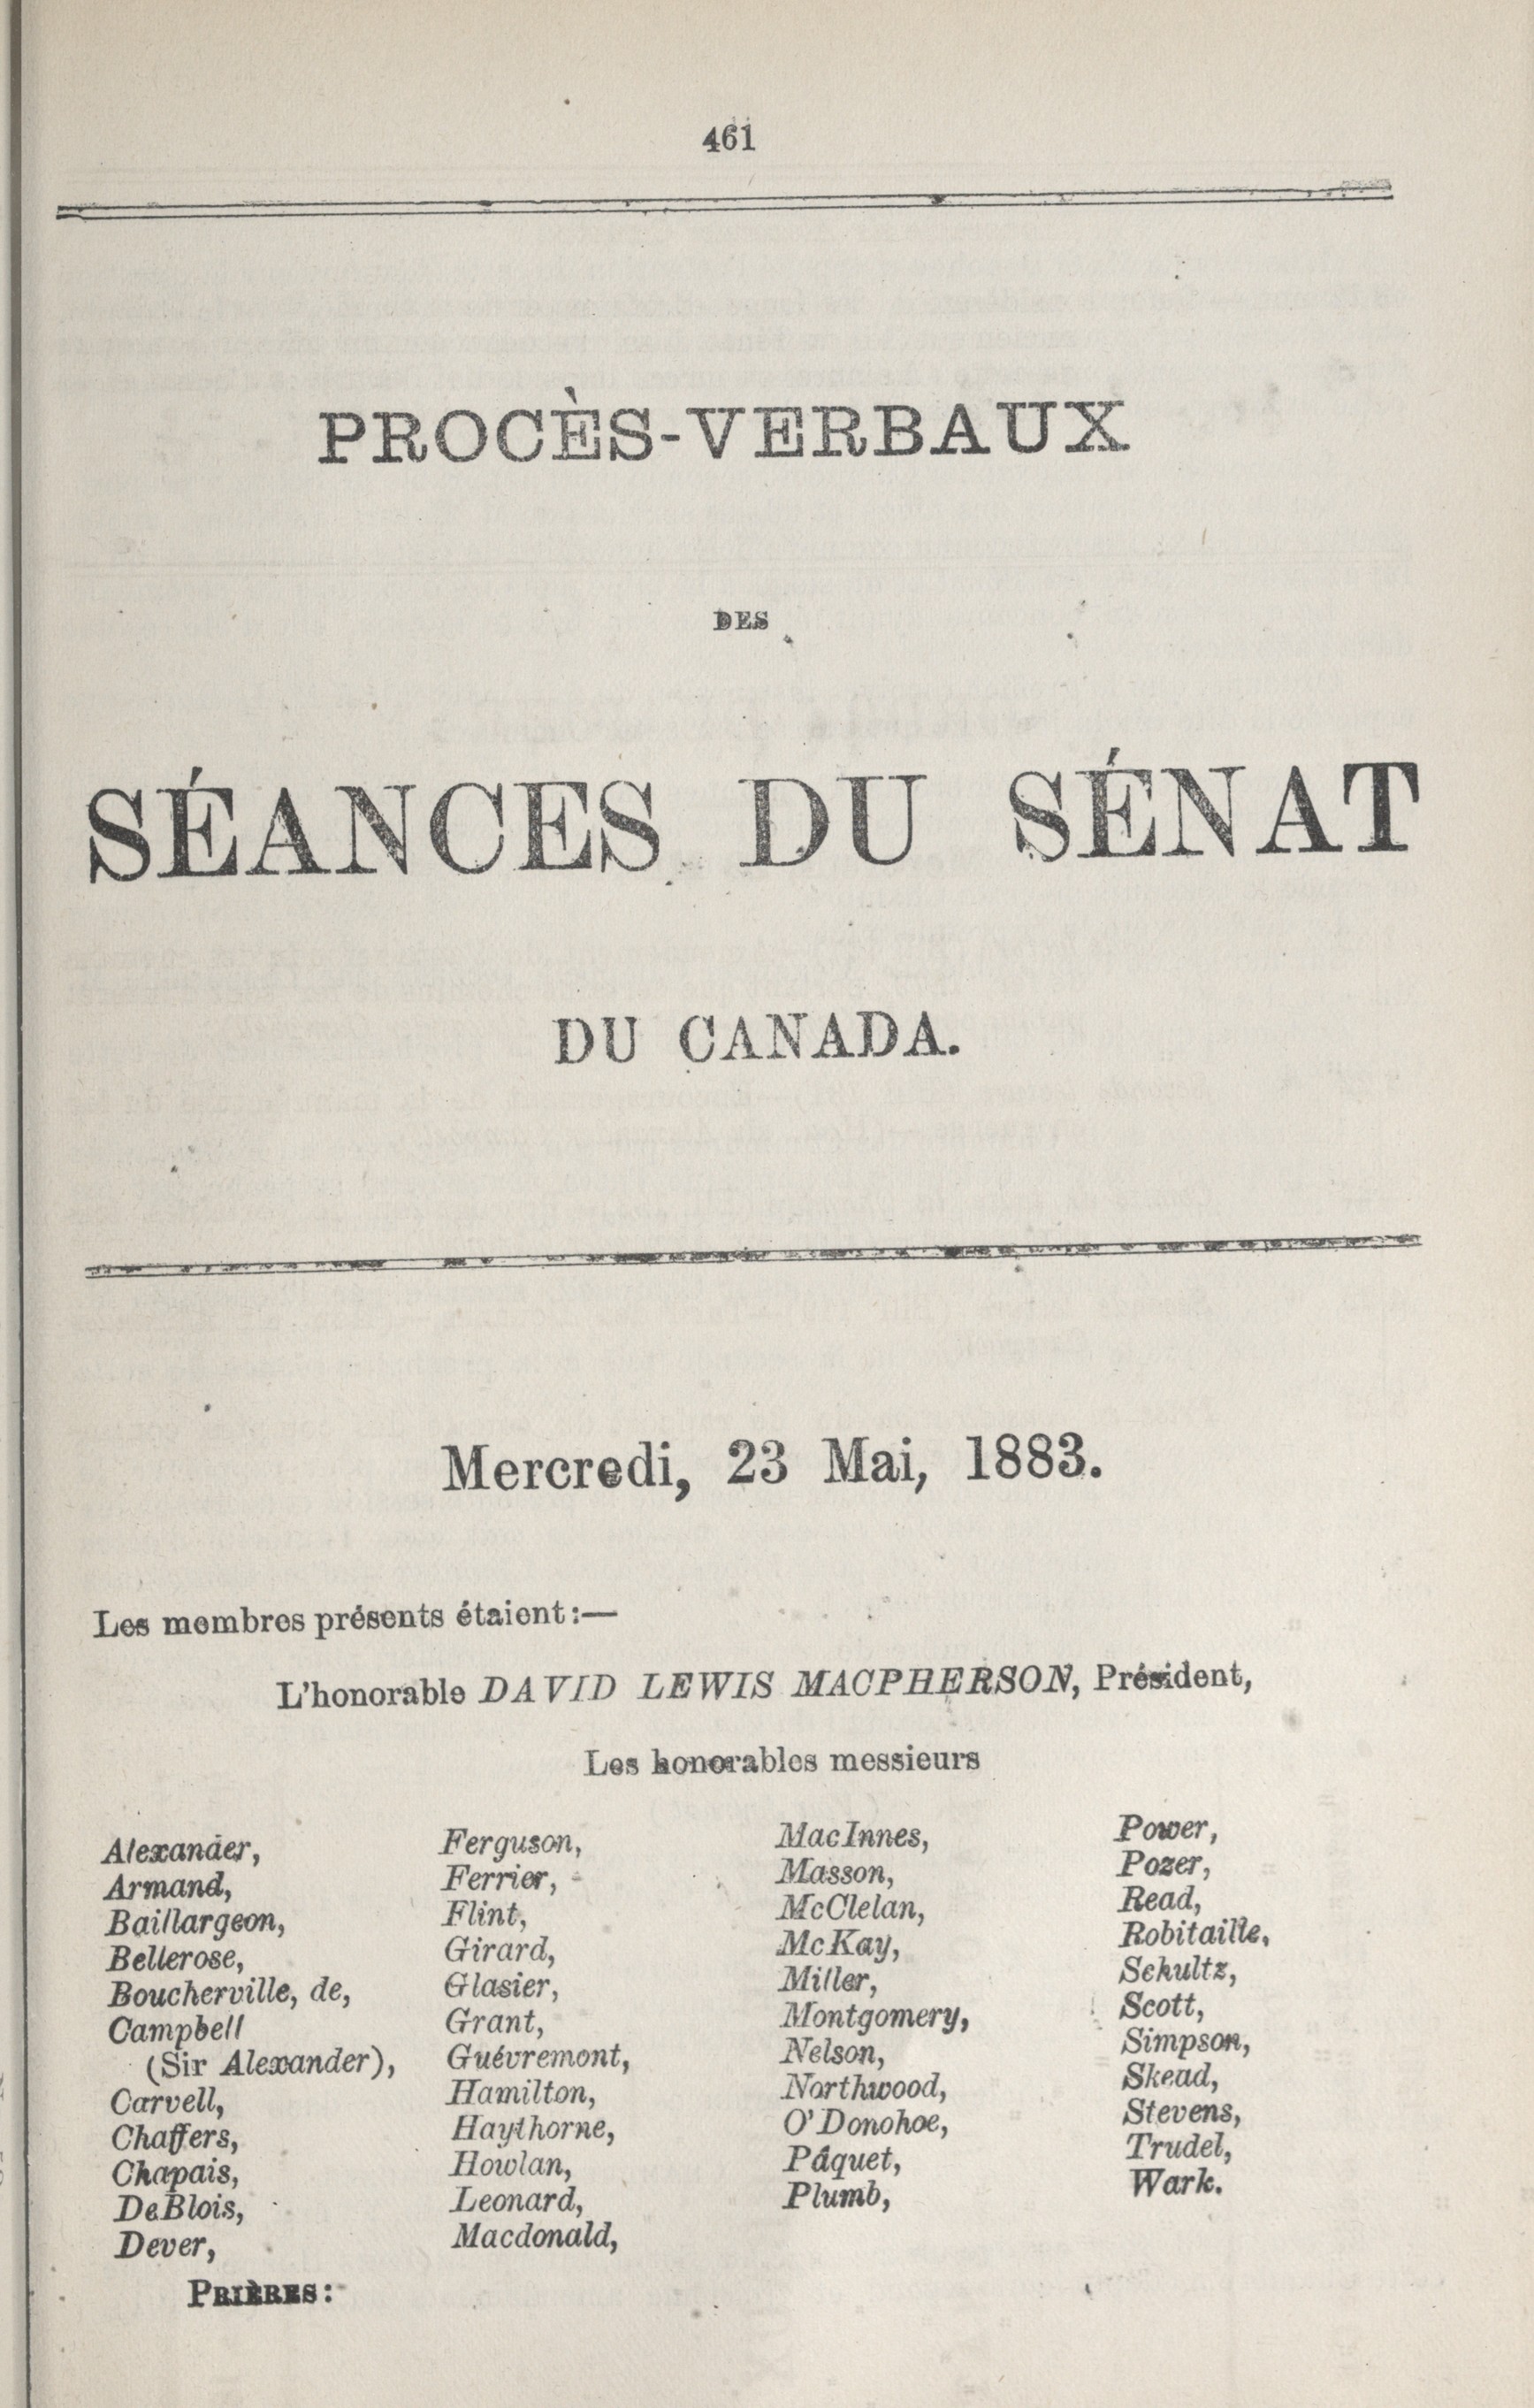 461
PROCÈS-VERBAUX
DES
SÉANCES DU SÉNAT
DU CANADA.
Mercredi, 23 Mai, 1883.
Les membres présents étaient:—
L'honorable DAVID LEWIS MACPHERSON, Président,
Les honorables messieurs
Alexander,
Armand,
Baillargeon,
Bellerose,
Boucherville, de,
Campbell
(Sir Alexander),
Carvell,
Chaffers,
Chapais,
DeBlois,
Dever,
Ferguson,
Ferrier,
Flint,
Girard,
Glasier,
Grant,
Guévremont,
Hamilton,
Haythorne,
Howlan,
Leonard,
Macdonald,
MacInnes,
Masson,
McClelan,
McKay,
Miller,
Montgomery,
Nelson,
Northwood,
O'Donohoe,
Pâquet,
Plumb,
Power,
Pozer,
Read,
Robitaille,
Schultz,
Scott,
Simpson,
Skead,
Stevens,
Trudel,
Wark.
PRIÈRES: